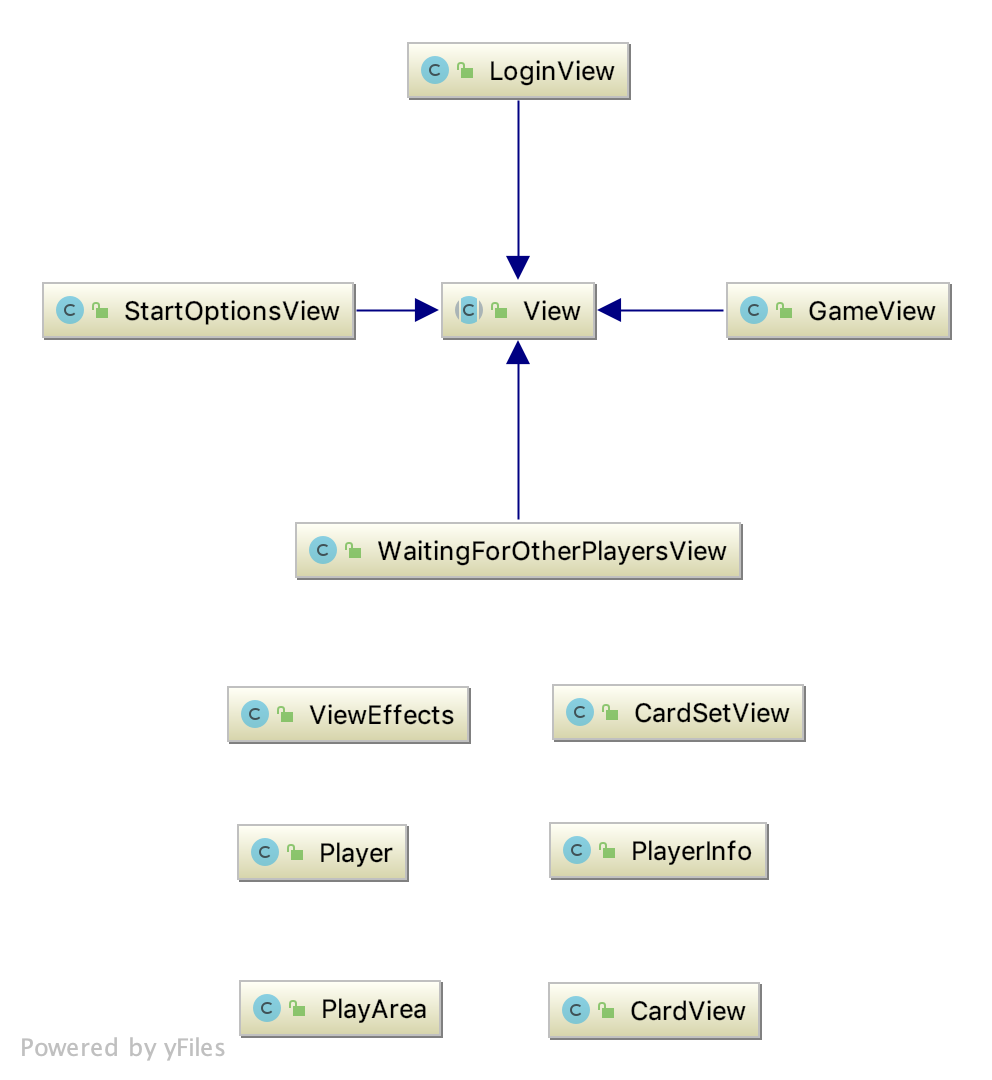 LoginView
StartOptionsView
View
GameView
WaitingForOtherPlayersView
ViewEffects
CardSetView
Player
PlayerInfo
PlayArea
CardView
Powered by yFiles